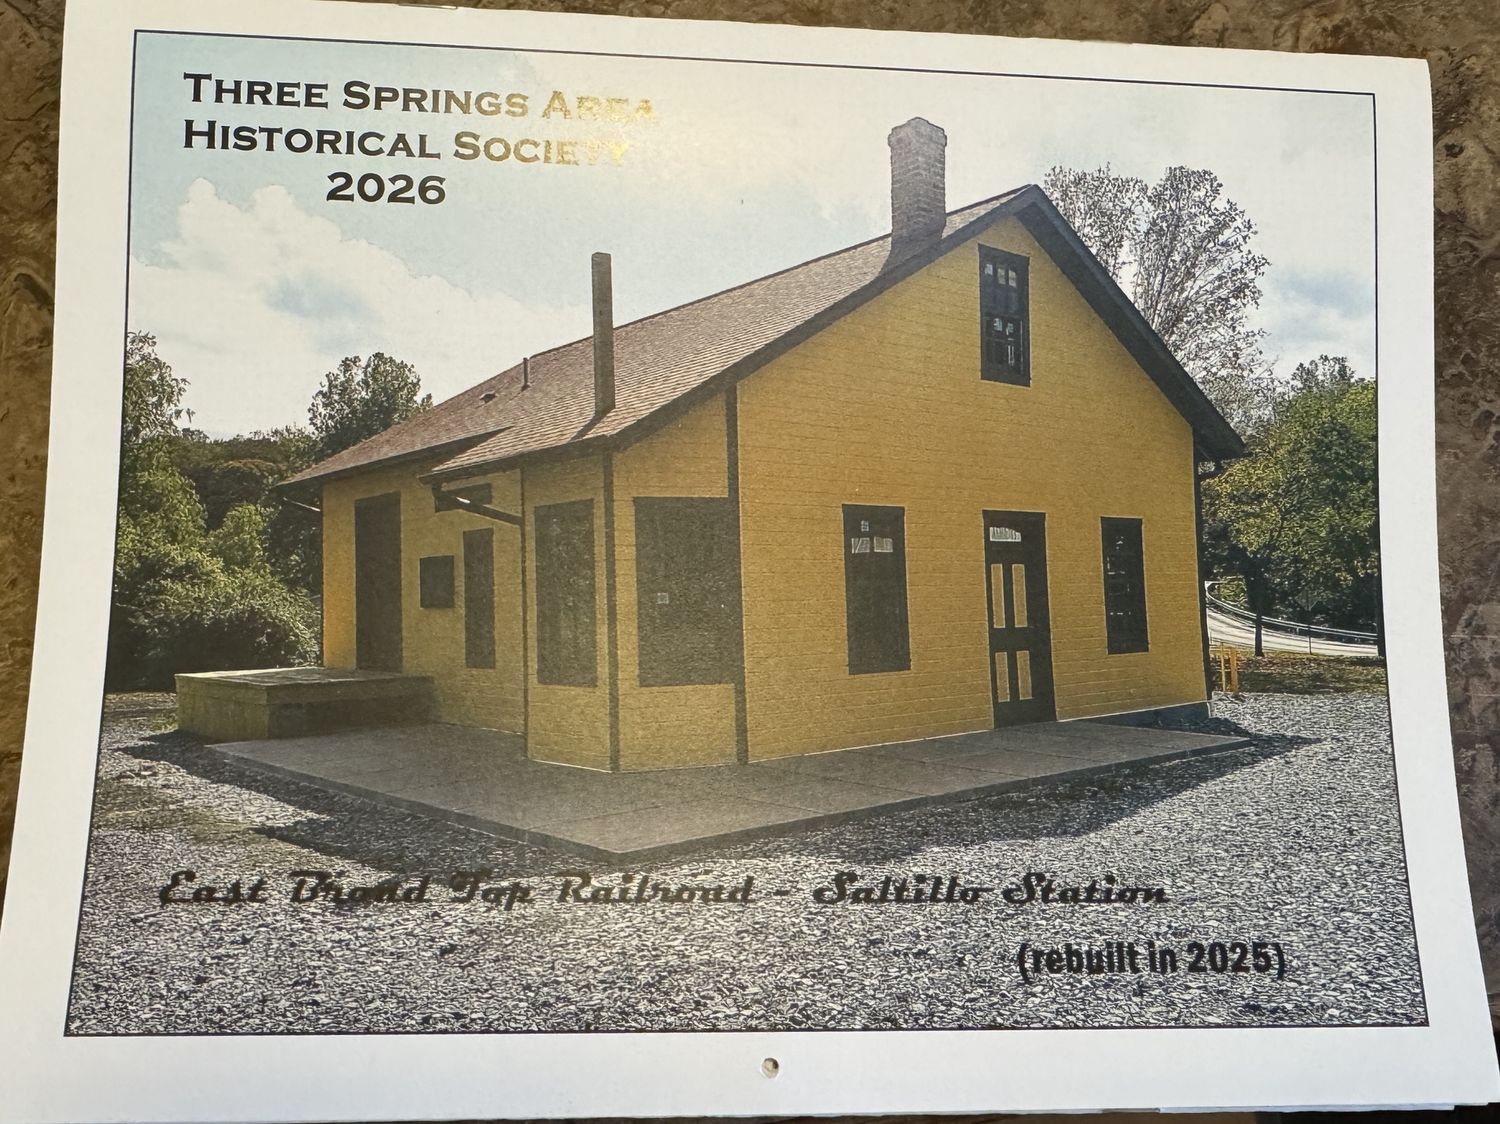 THREE SPRINGS AREA
HISTORICAL SOCIETY
2026
East Broad Top Railroad - Saltillo Station
(rebuilt in 2025)